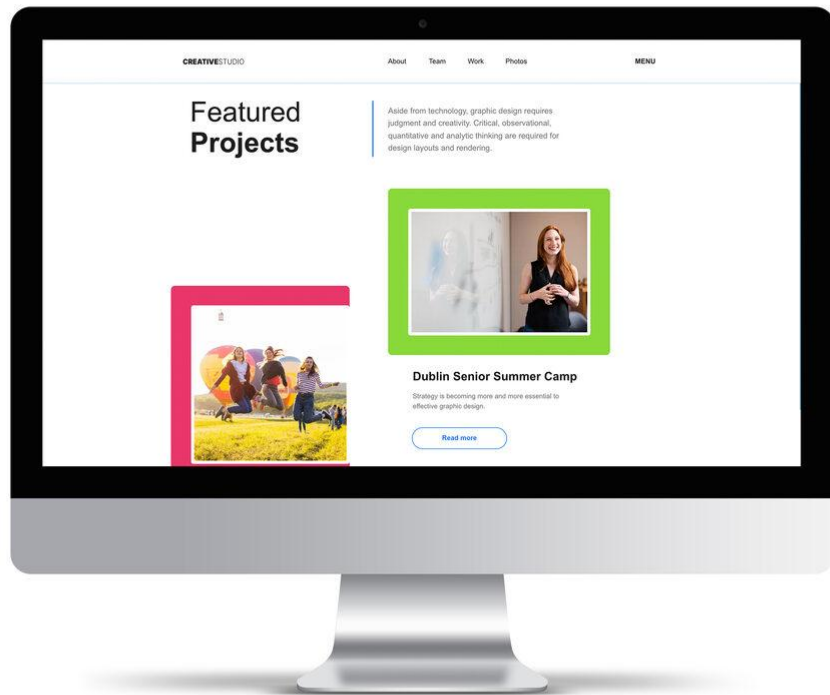 CREATIVESTUDIO
About Team Work Photos
MENU
Featured
Projects
Aside from technology, graphic design requires
judgment and creativity. Critical, observational,
quantitative and analytic thinking are required for
design layouts and rendering.
Dublin Senior Summer Camp
Strategy is becoming more and more essential to
effective graphic design.
Read more